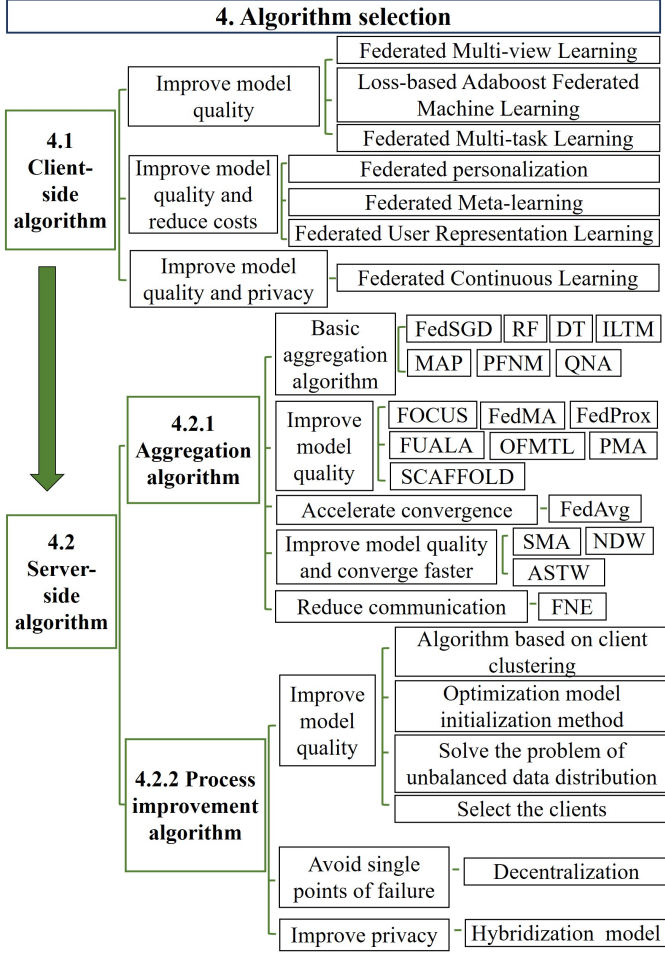 4. Algorithm selection
4.1
Client-
side
algorithm
Improve model
quality
Federated Multi-view Learning
Loss-based Adaboost Federated
Machine Learning
Federated Multi-task Learning
Improve model
quality and
reduce costs
Federated personalization
Federated Meta-learning
Federated User Representation Learning
Improve model
quality and privacy
Federated Continuous Learning
4.2
Server-
side
algorithm
4.2.1
Aggregation
algorithm
Basic
aggregation
algorithm
FedSGD RF DT ILTM
MAP PFNM QNA
Improve
model
quality
FOCUS FedMA FedProx
FUALA OFMTL PMA
SCAFFOLD
Accelerate convergence
FedAvg
Improve model quality
and converge faster
SMA NDW
ASTW
Reduce communication
FNE
4.2.2 Process
improvement
algorithm
Improve
model
quality
Algorithm based on client
clustering
Optimization model
initialization method
Solve the problem of
unbalanced data distribution
Select the clients
Avoid single
points of failure
Decentralization
Improve privacy
Hybridization model